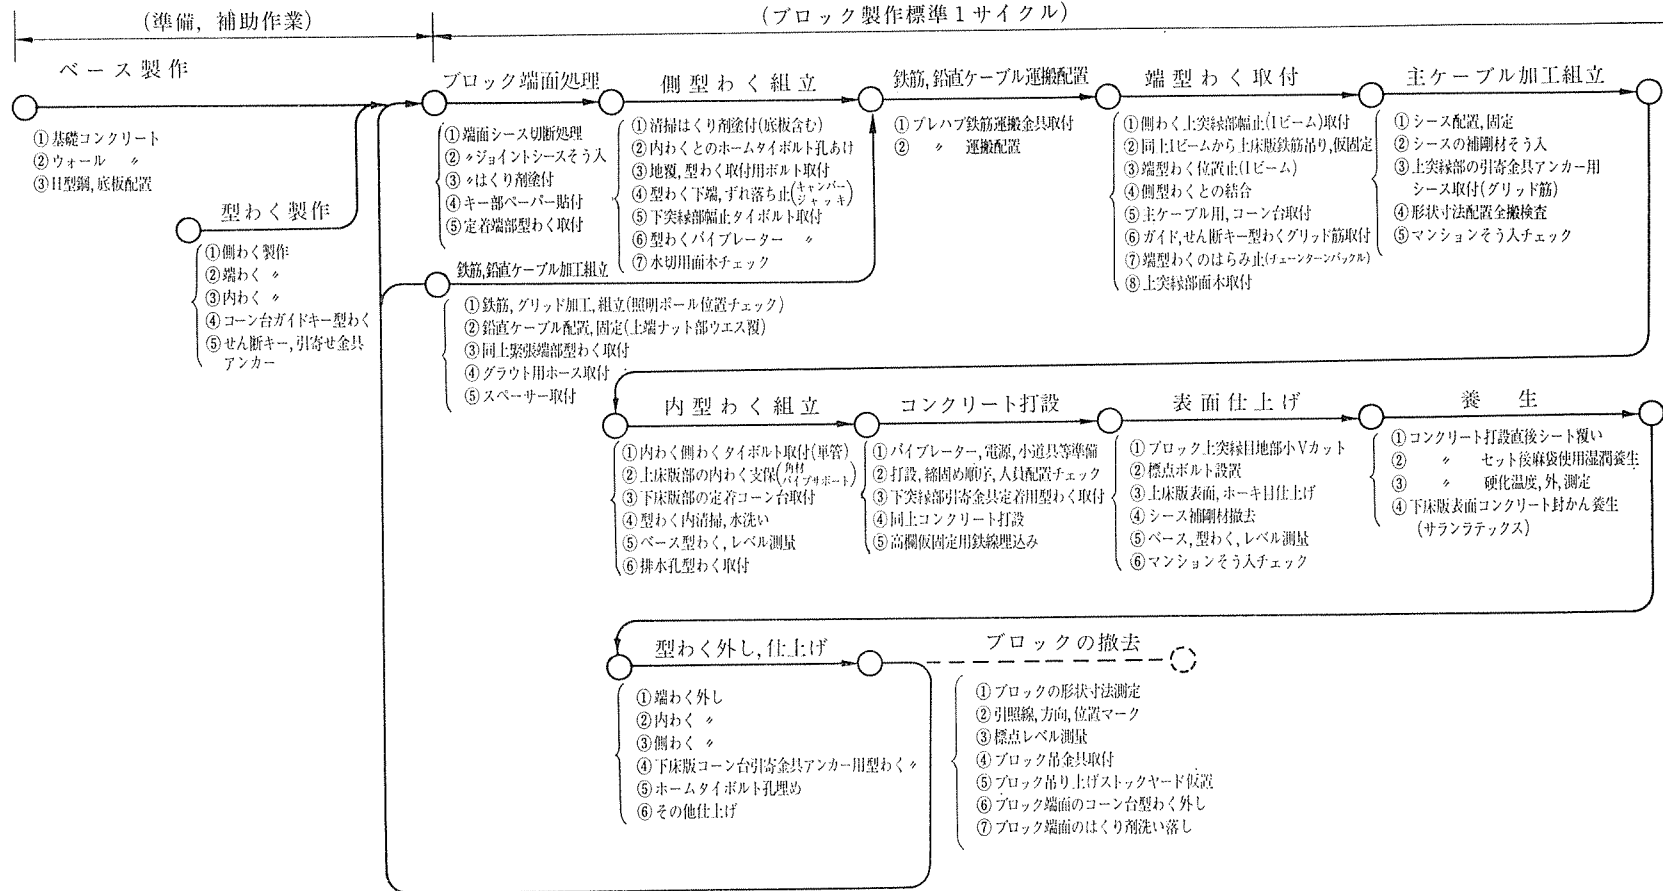 (準備, 補助作業)
(ブロック製作標準1サイクル)
ベース製作
①基礎コンクリート
②ウォール 〃
③H型鋼, 底板配置
型わく製作
①側わく製作
②端わく 〃
③内わく 〃
④コーン台ガイドキー型わく
⑤せん断キー, 引寄せ金具
アンカー
ブロック端面処理
①端面シース切断処理
②〃ジョイントシースそう入
③〃はくり剤塗付
④キー部ペーパー貼付
⑤定着端部型わく取付
側型わく組立
①清掃はくり剤塗付(底板含む)
②内わくとのホームタイボルト孔あけ
③地覆, 型わく取付用ボルト取付
④型わく下端, ずれ落ち止(キャンバー ジャッキ)
⑤下突縁部幅止タイボルト取付
⑥型わくバイブレーター 〃
⑦水切用面木チェック
鉄筋, 鉛直ケーブル加工組立
①鉄筋, グリッド加工, 組立(照明ポール位置チェック)
②鉛直ケーブル配置, 固定(上端ナット部ウエス覆)
③同上緊張端部型わく取付
④グラウト用ホース取付
⑤スペーサー取付
鉄筋, 鉛直ケーブル運搬配置
①プレハブ鉄筋運搬金具取付
② 〃 運搬配置
端型わく取付
①側わく上突縁部幅止(Iビーム)取付
②同上Iビームから上床版鉄筋吊り, 仮固定
③端型わく位置止(Iビーム)
④側型わくとの結合
⑤主ケーブル用, コーン台取付
⑥ガイド, せん断キー型わくグリッド筋取付
⑦端型わくのはらみ止(チェーンターンバックル)
⑧上突縁部面木取付
主ケーブル加工組立
①シース配置, 固定
②シースの補剛材そう入
③上突縁部の引寄金具アンカー用
シース取付(グリッド筋)
④形状寸法配置全搬検査
⑤マンションそう入チェック
内型わく組立
①内わく側わくタイボルト取付(単管)
②上床版部の内わく支保(角材 パイプサポート)
③下床版部の定着コーン台取付
④型わく内清掃, 水洗い
⑤ベース型わく, レベル測量
⑥排水孔型わく取付
コンクリート打設
①バイブレーター, 電源, 小道具等準備
②打設, 締固め順序, 人員配置チェック
③下突縁部引寄金具定着用型わく取付
④同上コンクリート打設
⑤高欄仮固定用鉄線埋込み
表面仕上げ
①ブロック上突縁目地部小Vカット
②標点ボルト設置
③上床版表面, ホーキ目仕上げ
④シース補剛材撤去
⑤ベース, 型わく, レベル測量
⑥マンションそう入チェック
養生
①コンクリート打設直後シート覆い
② 〃 セット後麻袋使用湿潤養生
③ 〃 硬化温度, 外, 測定
④下床版表面コンクリート封かん養生
(サランラテックス)
型わく外し, 仕上げ
①端わく外し
②内わく 〃
③側わく 〃
④下床版コーン台引寄金具アンカー用型わく〃
⑤ホームタイボルト孔埋め
⑥その他仕上げ
ブロックの撤去
①ブロックの形状寸法測定
②引照線, 方向, 位置マーク
③標点レベル測量
④ブロック吊金具取付
⑤ブロック吊り上げストックヤード仮置
⑥ブロック端面のコーン台型わく外し
⑦ブロック端面のはくり剤洗い落し